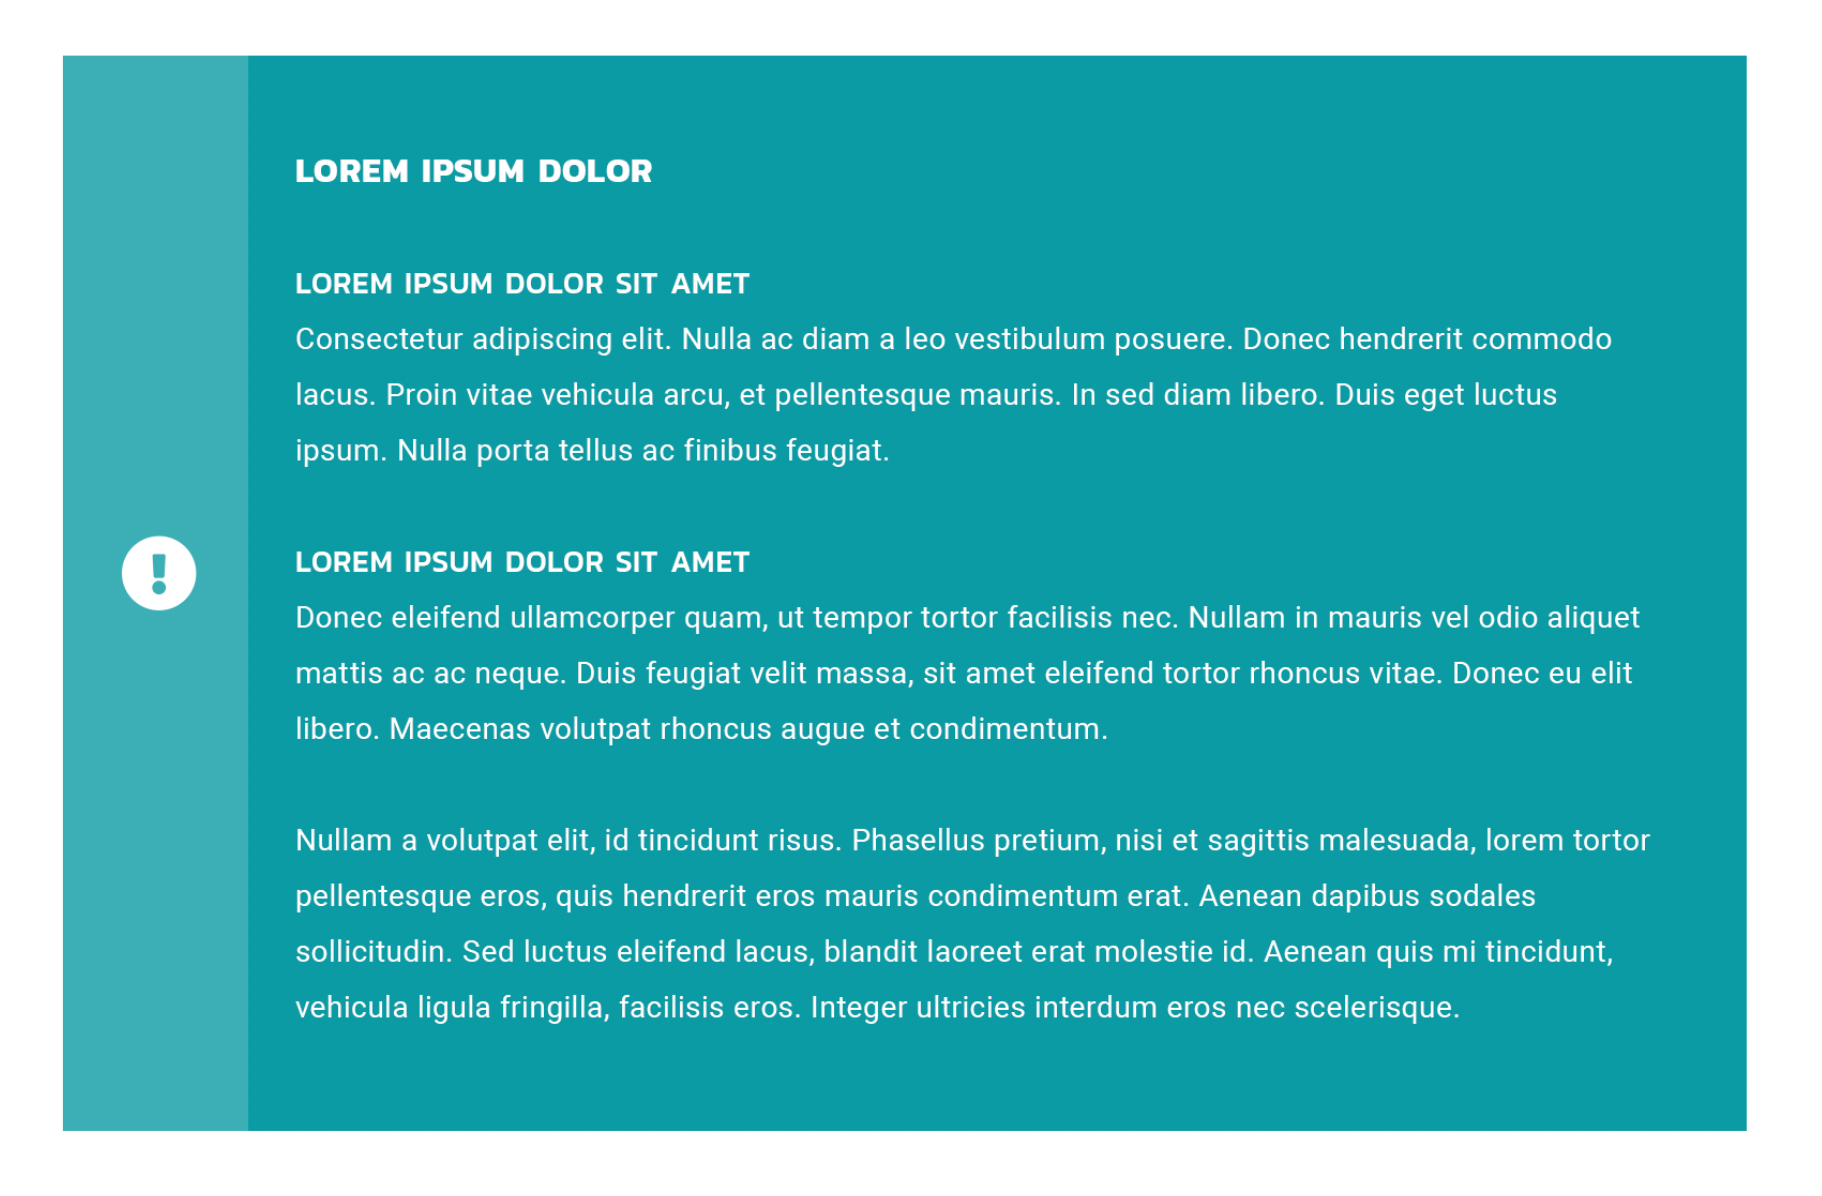 LOREM IPSUM DOLOR
LOREM IPSUM DOLOR SIT AMET
Consectetur adipiscing elit. Nulla ac diam a leo vestibulum posuere. Donec hendrerit commodo
lacus. Proin vitae vehicula arcu, et pellentesque mauris. In sed diam libero. Duis eget luctus
ipsum. Nulla porta tellus ac finibus feugiat.
LOREM IPSUM DOLOR SIT AMET
Donec eleifend ullamcorper quam, ut tempor tortor facilisis nec. Nullam in mauris vel odio aliquet
mattis ac ac neque. Duis feugiat velit massa, sit amet eleifend tortor rhoncus vitae. Donec eu elit
libero. Maecenas volutpat rhoncus augue et condimentum.
Nullam a volutpat elit, id tincidunt risus. Phasellus pretium, nisi et sagittis malesuada, lorem tortor
pellentesque eros, quis hendrerit eros mauris condimentum erat. Aenean dapibus sodales
sollicitudin. Sed luctus eleifend lacus, blandit laoreet erat molestie id. Aenean quis mi tincidunt,
vehicula ligula fringilla, facilisis eros. Integer ultricies interdum eros nec scelerisque.